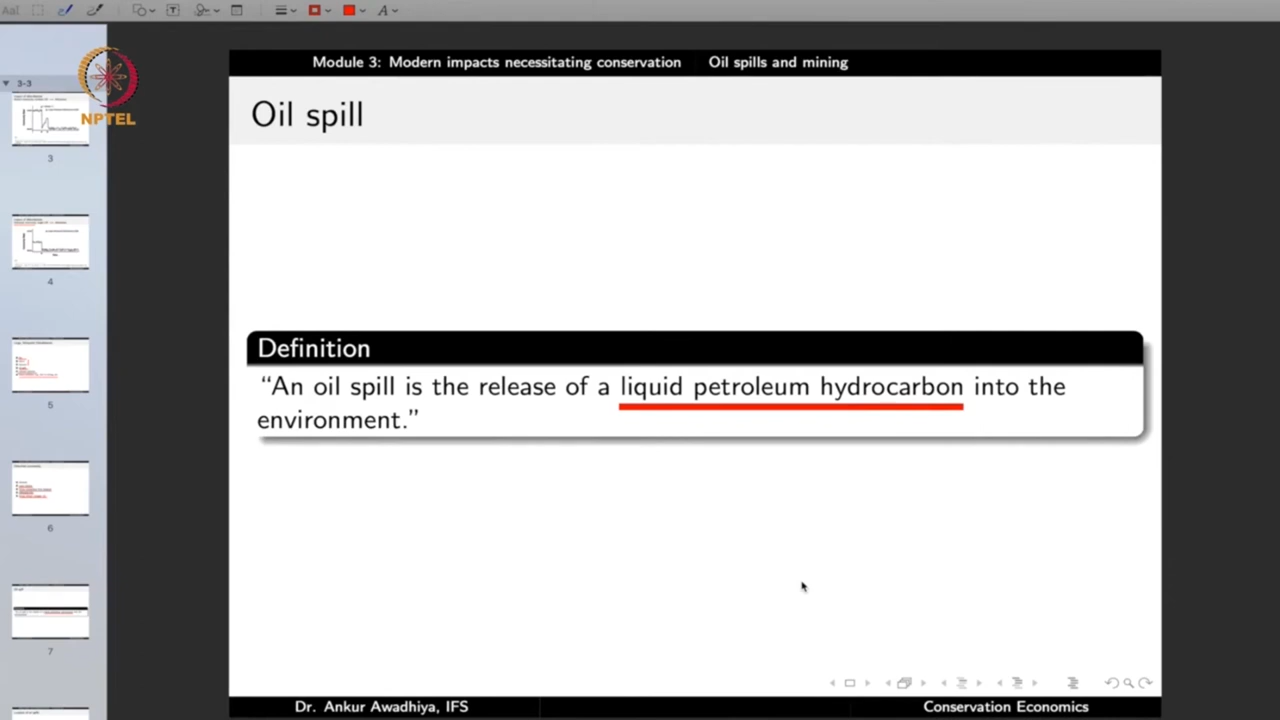 Module 3: Modern impacts necessitating conservation Oil spills and mining
3-3
NPTEL
Oil spill
3
4
Definition
“An oil spill is the release of a liquid petroleum hydrocarbon into the
environment.”
5
6
7
Dr. Ankur Awadhiya, IFS Conservation Economics